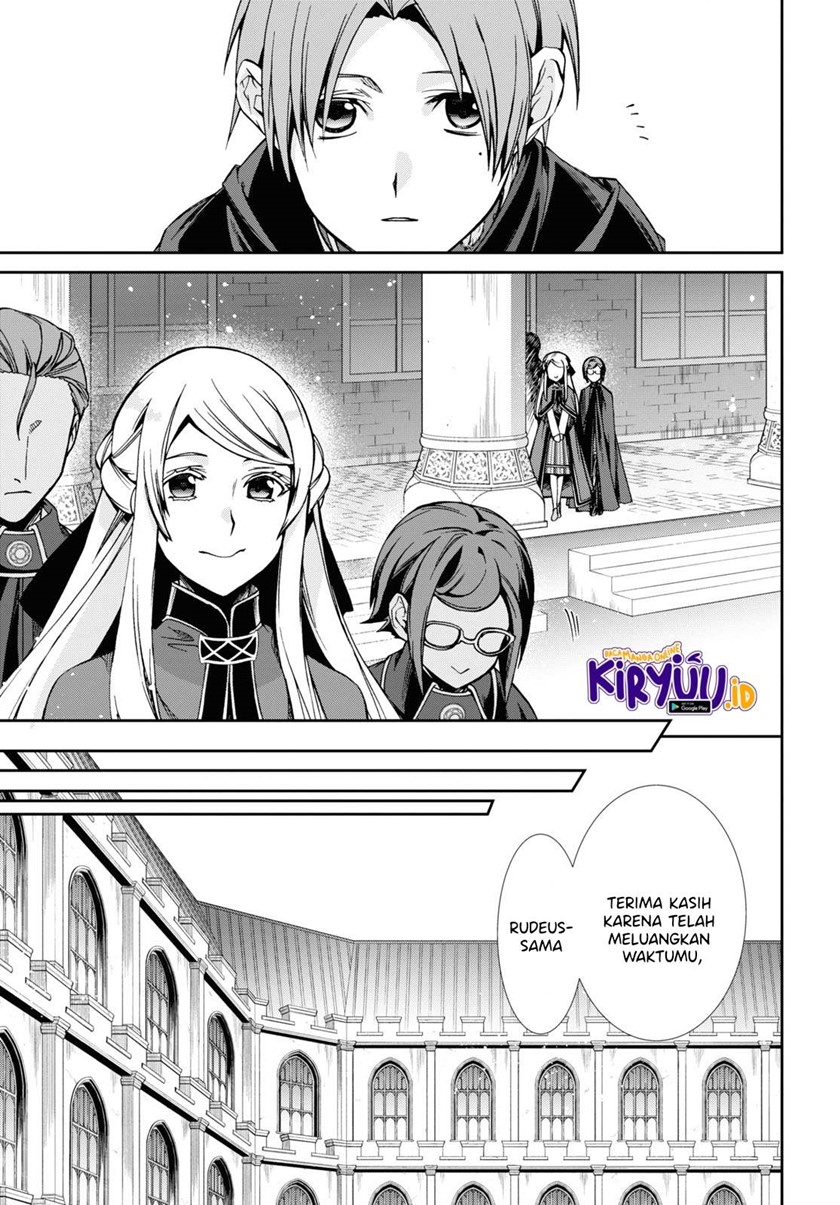 BACA MANGA ONLINE
KIRYUU.ID
Google Play
TERIMA KASIH
KARENA TELAH
MELUANGKAN
WAKTUMU,
RUDEUS-
SAMA